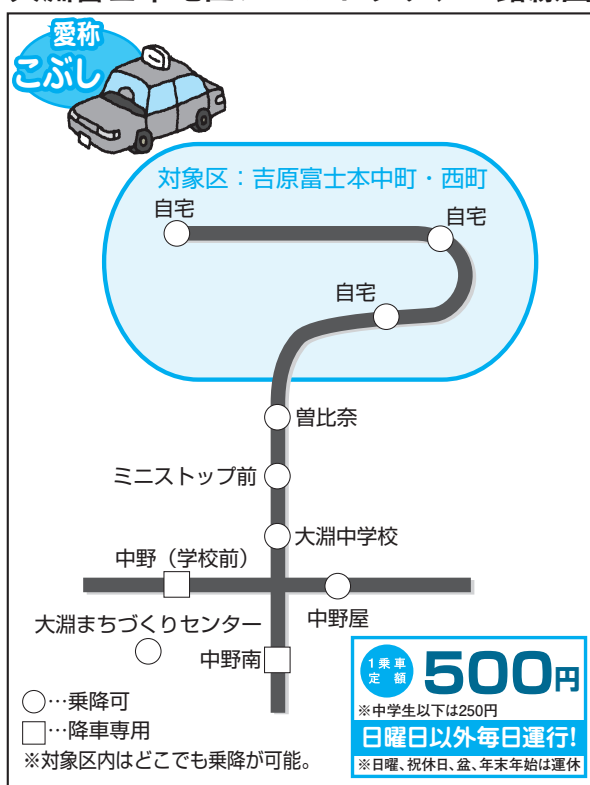 愛称
こぶし
対象区：吉原富士本中町・西町
自宅
自宅
自宅
曽比奈
ミニストップ前
大淵中学校
中野（学校前）
中野屋
大淵まちづくりセンター
中野南
○…乗降可
□…降車専用
※対象区内はどこでも乗降が可能。
1乗車
定額
500円
※中学生以下は250円
日曜日以外毎日運行!
※日曜、祝休日、盆、年末年始は運休